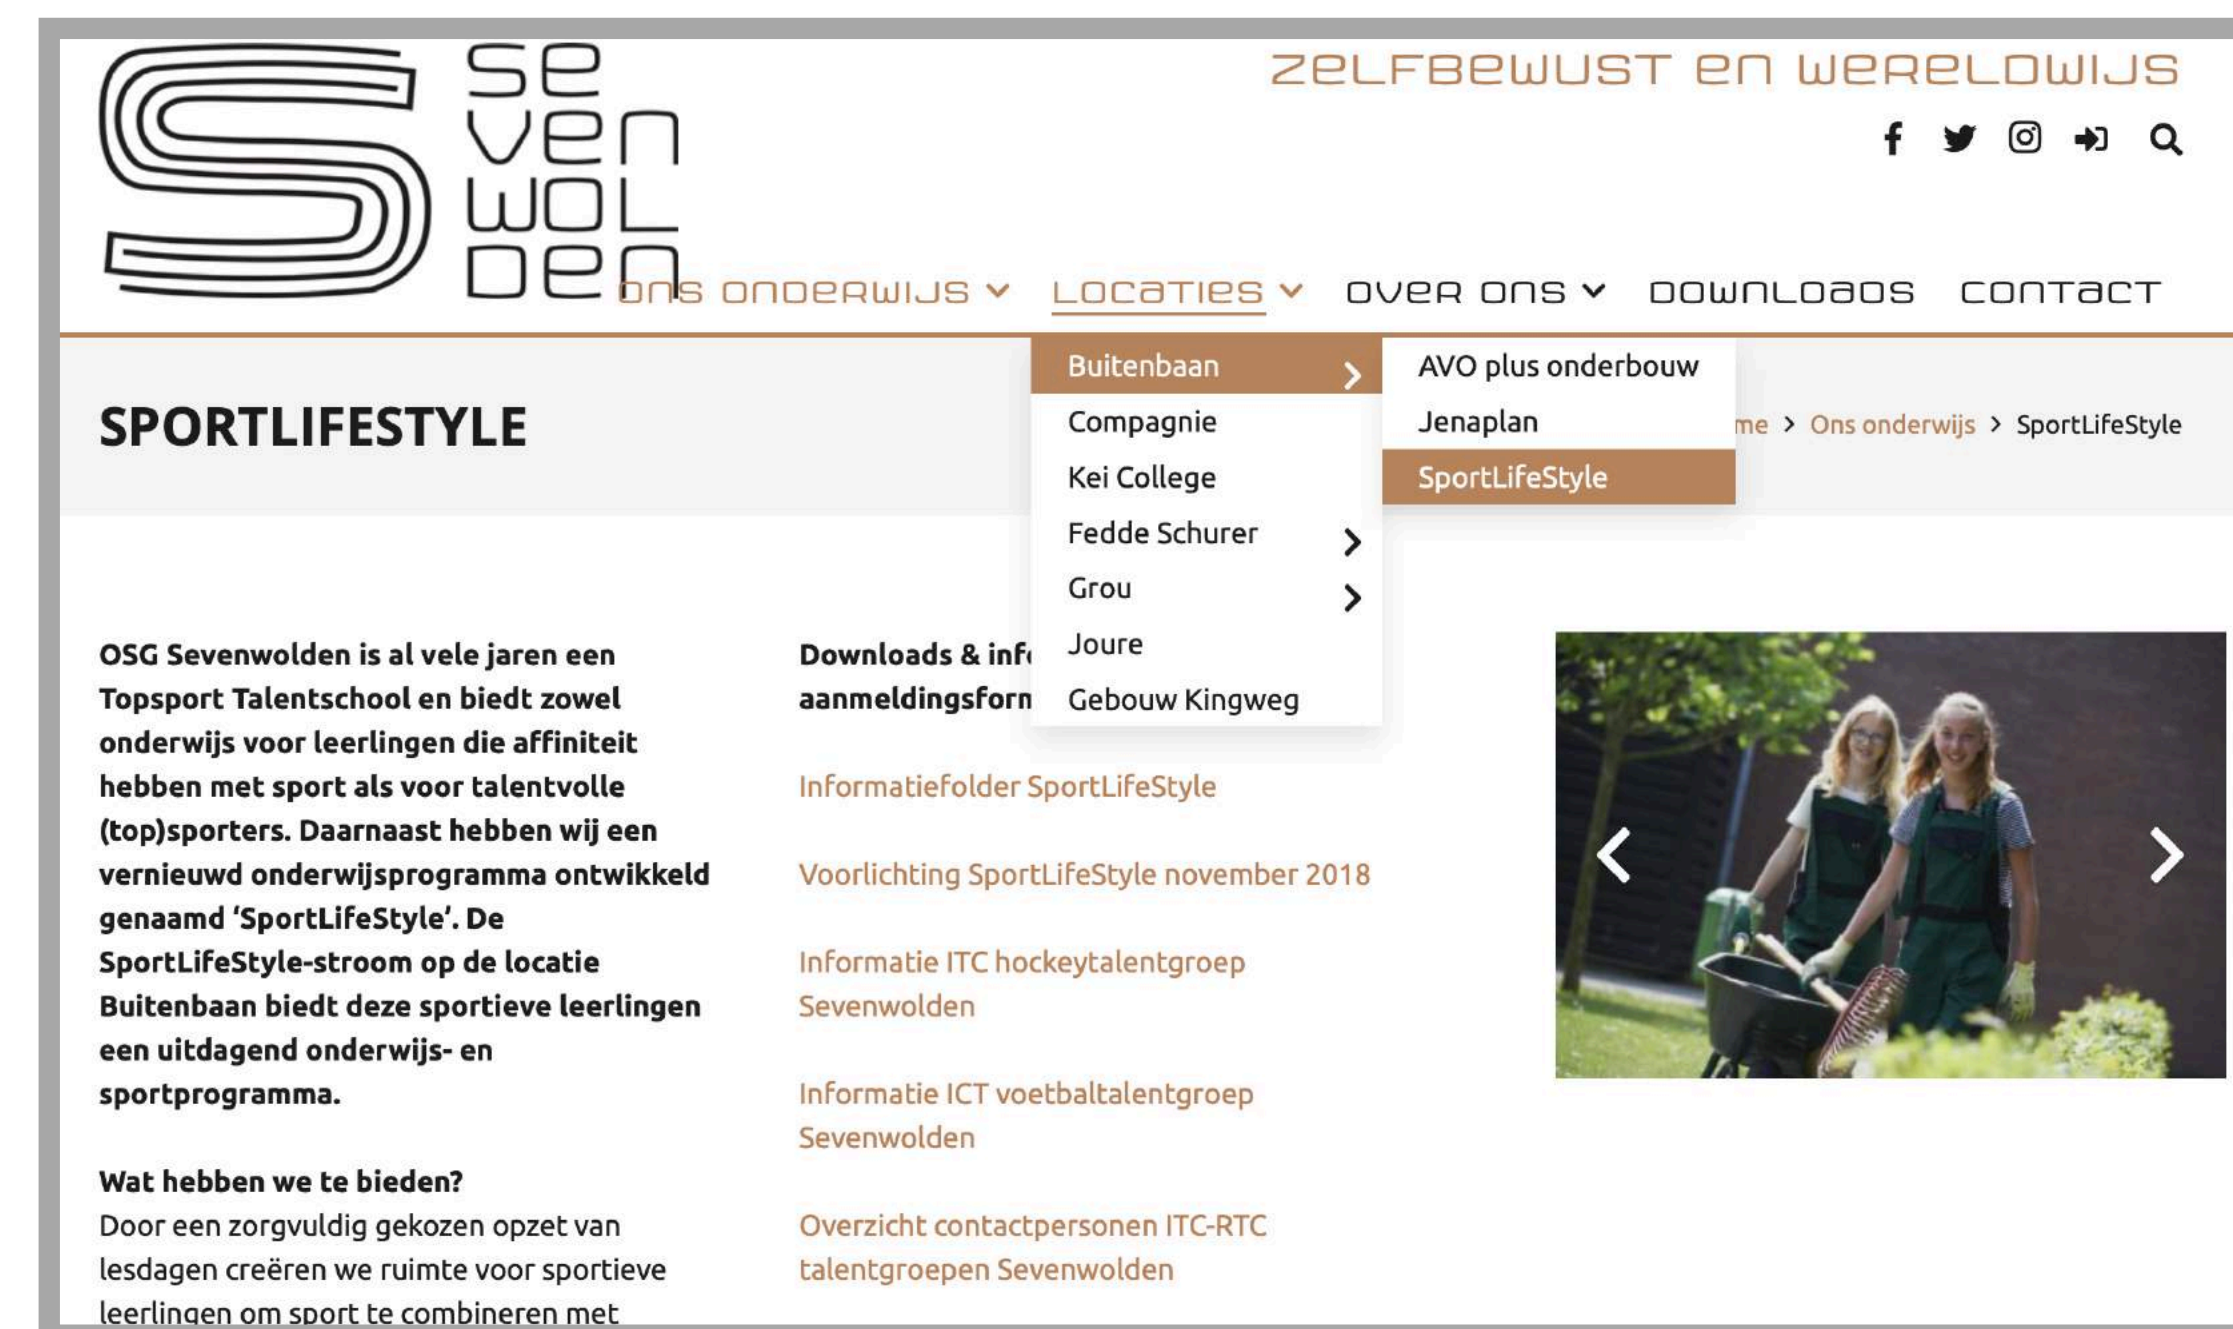 se
ven
wol
den
zelfbewust en wereldwijs
ons onderwijs
locaties
over ons
downloads
contact
Buitenbaan
Compagnie
Kei College
Fedde Schurer
Grou
Joure
Gebouw Kingweg
AVO plus onderbouw
Jenaplan
SportLifeStyle
SPORTLIFESTYLE
me > Ons onderwijs > SportLifeStyle
OSG Sevenwolden is al vele jaren een
Topsport Talentschool en biedt zowel
onderwijs voor leerlingen die affiniteit
hebben met sport als voor talentvolle
(top)sporters. Daarnaast hebben wij een
vernieuwd onderwijsprogramma ontwikkeld
genaamd ‘SportLifeStyle’. De
SportLifeStyle-stroom op de locatie
Buitenbaan biedt deze sportieve leerlingen
een uitdagend onderwijs- en
sportprogramma.
Wat hebben we te bieden?
Door een zorgvuldig gekozen opzet van
lesdagen creëren we ruimte voor sportieve
leerlingen om sport te combineren met
Downloads & inf
aanmeldingsform
Informatiefolder SportLifeStyle
Voorlichting SportLifeStyle november 2018
Informatie ITC hockeytalentgroep
Sevenwolden
Informatie ICT voetbaltalentgroep
Sevenwolden
Overzicht contactpersonen ITC-RTC
talentgroepen Sevenwolden